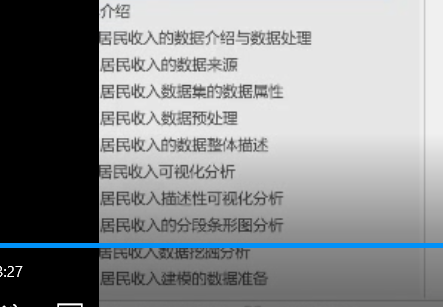 介绍
居民收入的数据介绍与数据处理
居民收入的数据来源
居民收入数据集的数据属性
居民收入数据预处理
居民收入的数据整体描述
居民收入可视化分析
居民收入描述性可视化分析
居民收入的分段条形图分析
居民收入数据挖掘分析
3:27
居民收入建模的数据准备